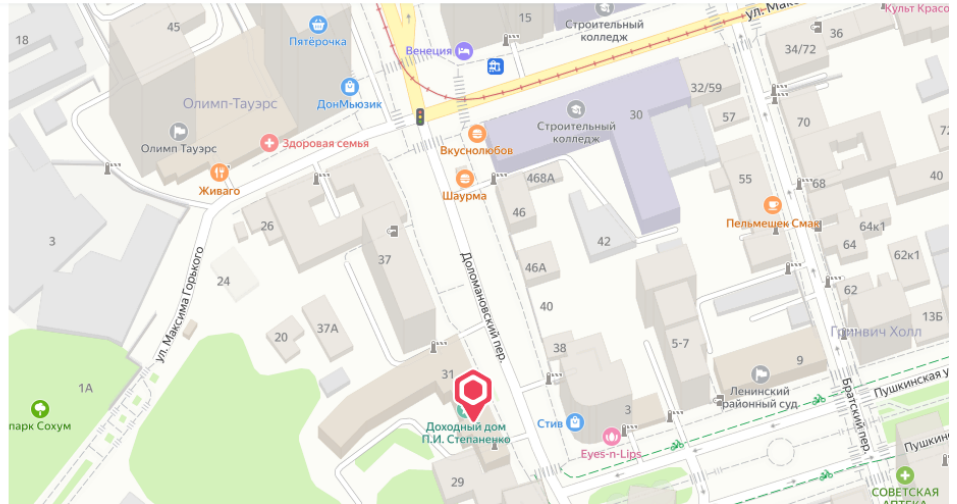 ул. Макс
Культ Красо
18
45
Пятёрочка
15
Строительный
колледж
36
34/72
Венеция
ДонМьюзик
Олимп-Тауэрс
Олимп Тауэрс
Здоровая семья
Живаго
Вкуснолюбов
Строительный
колледж
30
32/59
57
70
72
Шаурма
468А
46
55
68
40
Пельмешек
3
26
37
42
64
64к1
62к1
24
46А
62
ул. Максима Горького
Доломановский пер.
40
13Б
Гринвич Холл
20
37А
38
5-7
9
31
1А
парк Сохум
Ленинский
районный суд
Пушкинская у
Братский пер.
Доходный дом
П.И. Степаненко
Стив
3
Eyes-n-Lips
Пушкин
29
СОВЕТСКАЯ
АПТЕКА